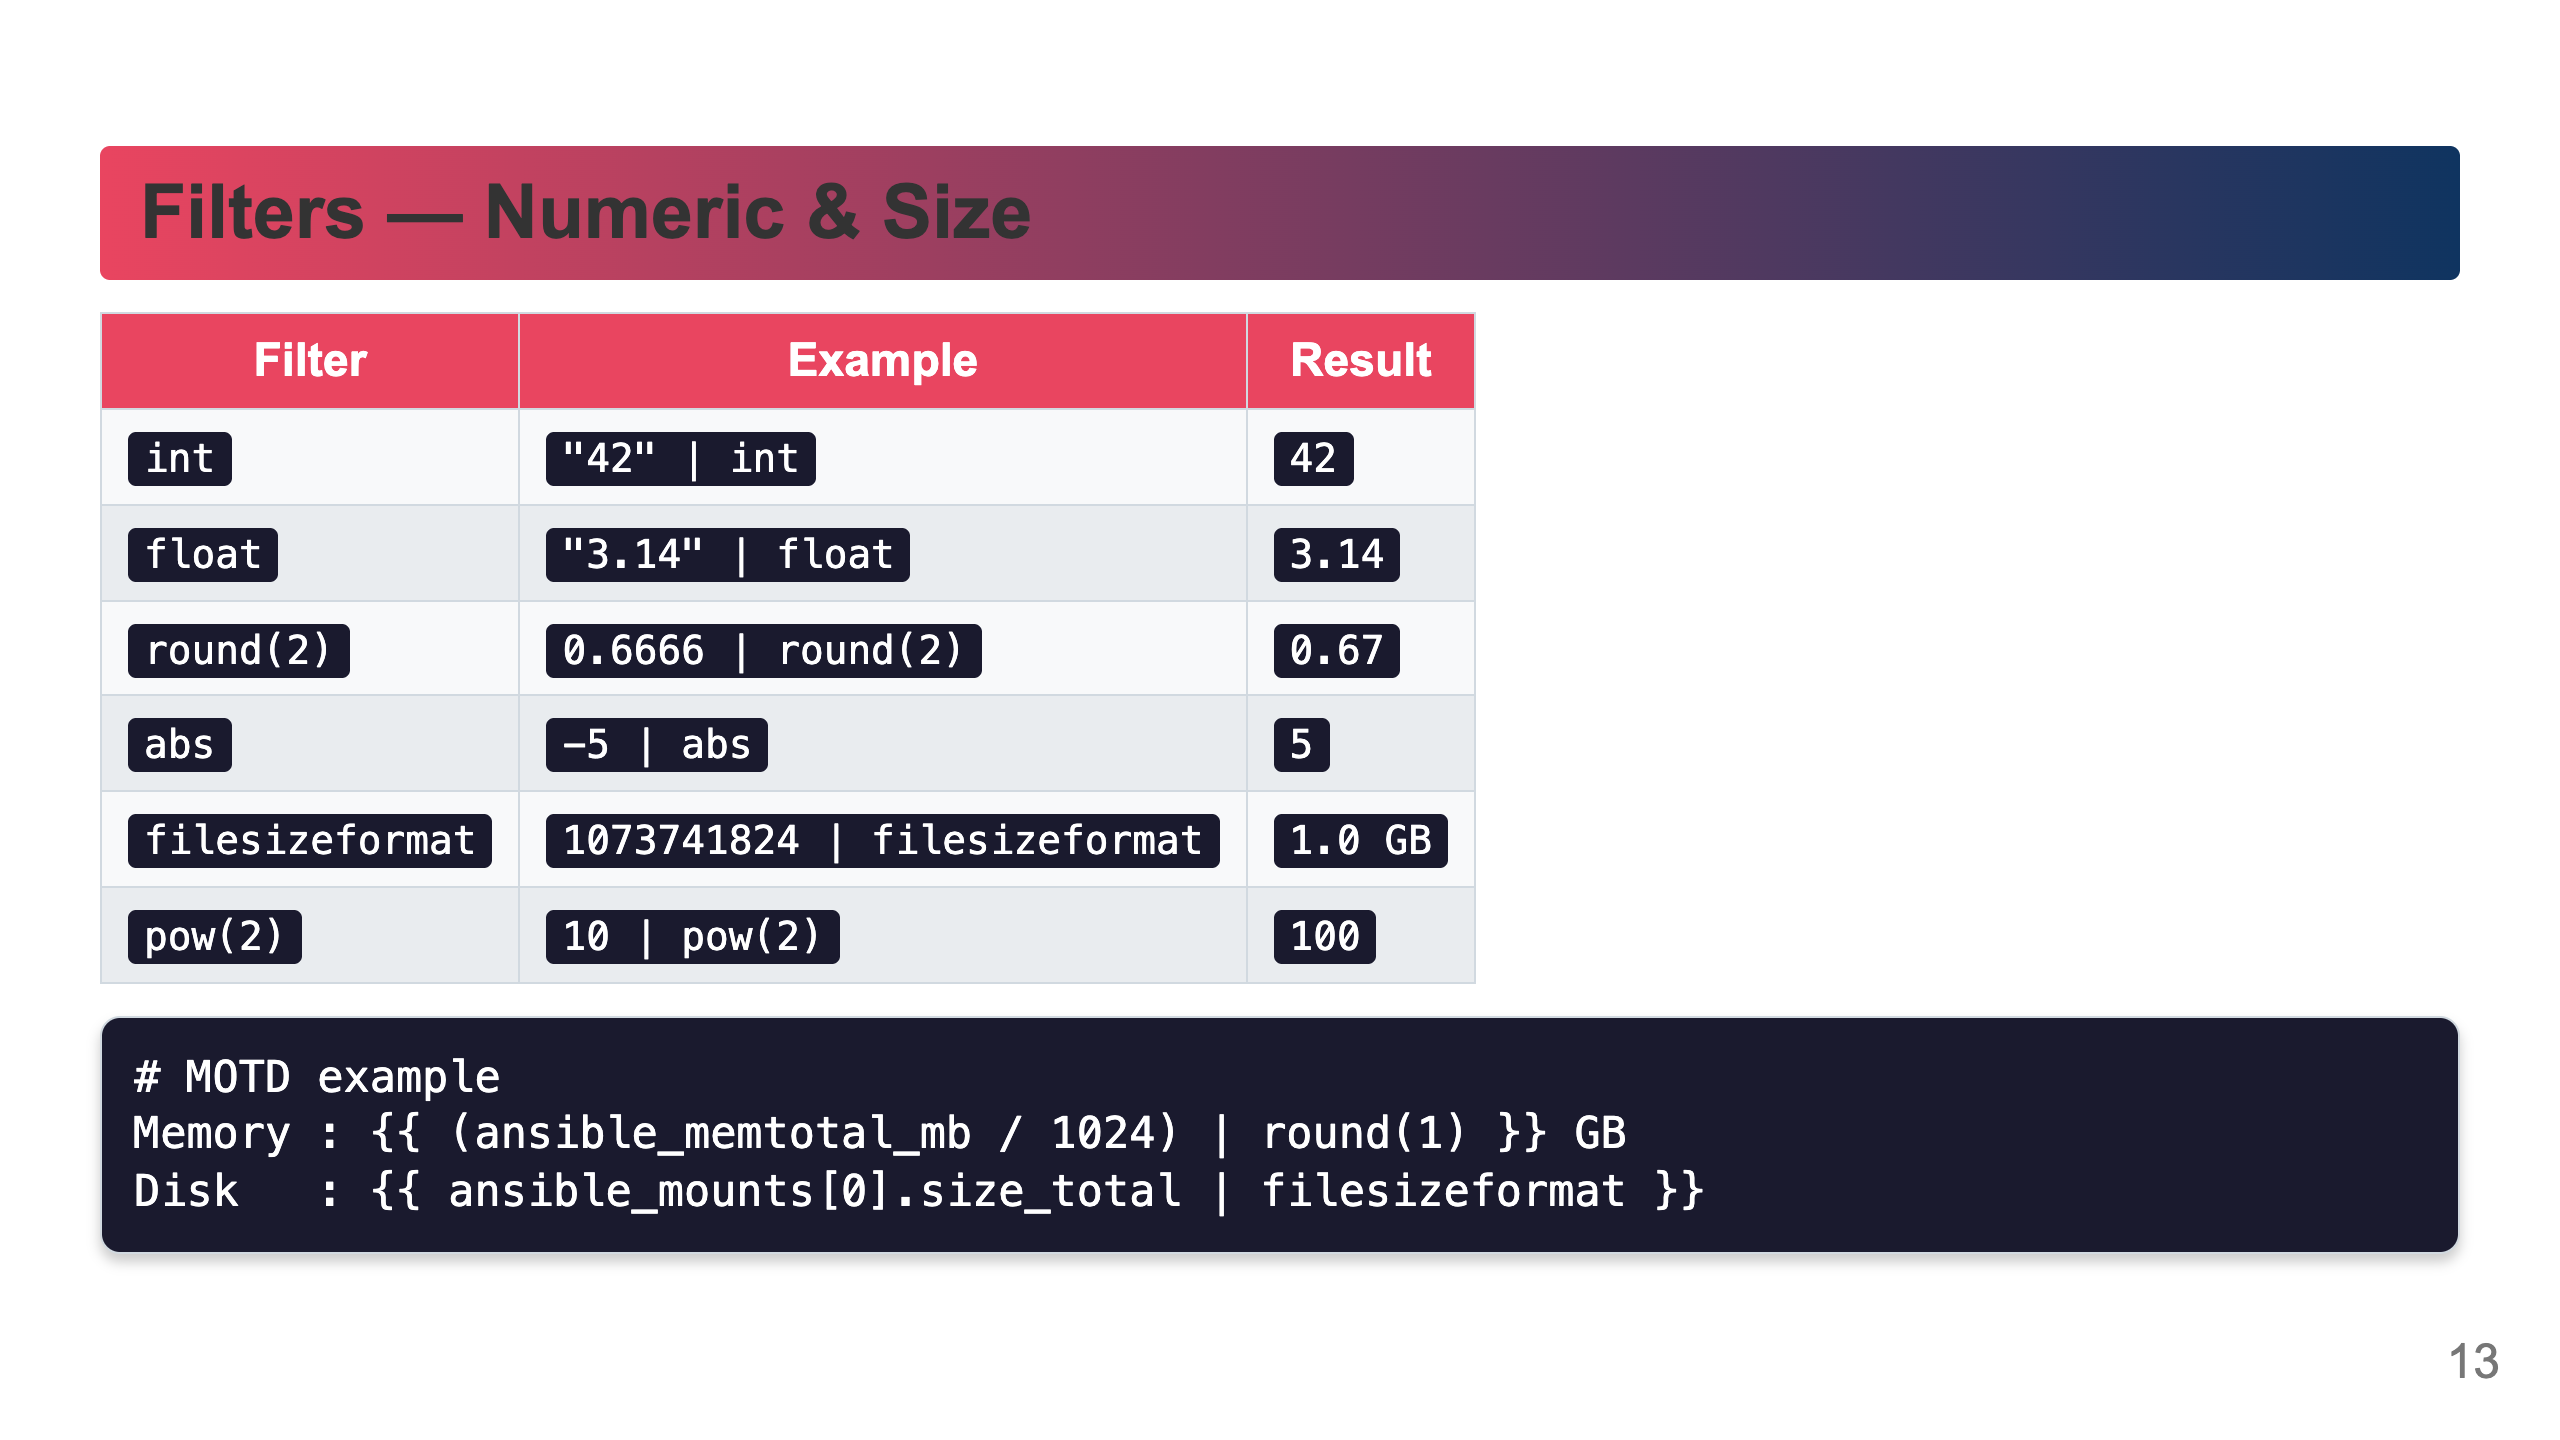 Filters — Numeric & Size
Filter Example Result
int "42" | int 42
float "3.14" | float 3.14
round(2) 0.6666 | round(2) 0.67
abs -5 | abs 5
filesizeformat 1073741824 | filesizeformat 1.0 GB
pow(2) 10 | pow(2) 100
# MOTD example
Memory : {{ (ansible_memtotal_mb / 1024) | round(1) }} GB
Disk   : {{ ansible_mounts[0].size_total | filesizeformat }}
13